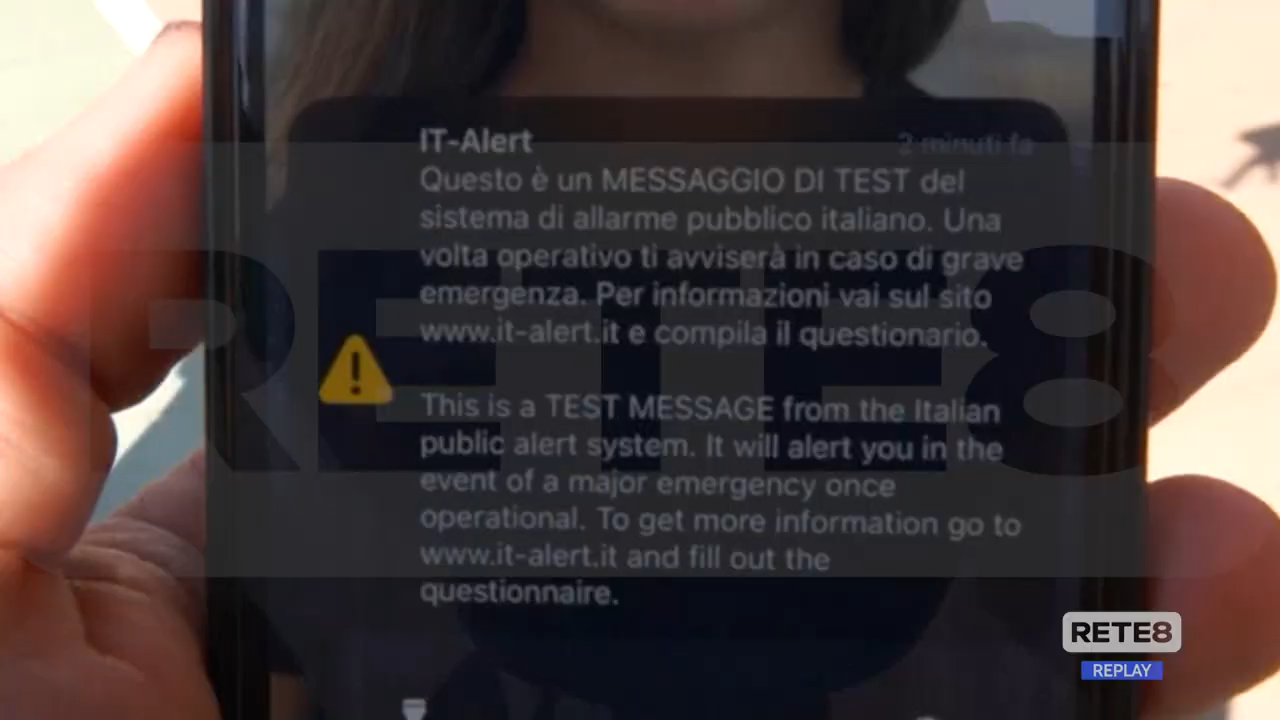 IT-Alert
2 minuti fa
Questo è un MESSAGGIO DI TEST del
sistema di allarme pubblico italiano. Una
volta operativo ti avviserà in caso di grave
emergenza. Per informazioni vai sul sito
www.it-alert.it e compila il questionario.
This is a TEST MESSAGE from the Italian
public alert system. It will alert you in the
event of a major emergency once
operational. To get more information go to
www.it-alert.it and fill out the
questionnaire.
RETE8
RETE8
REPLAY